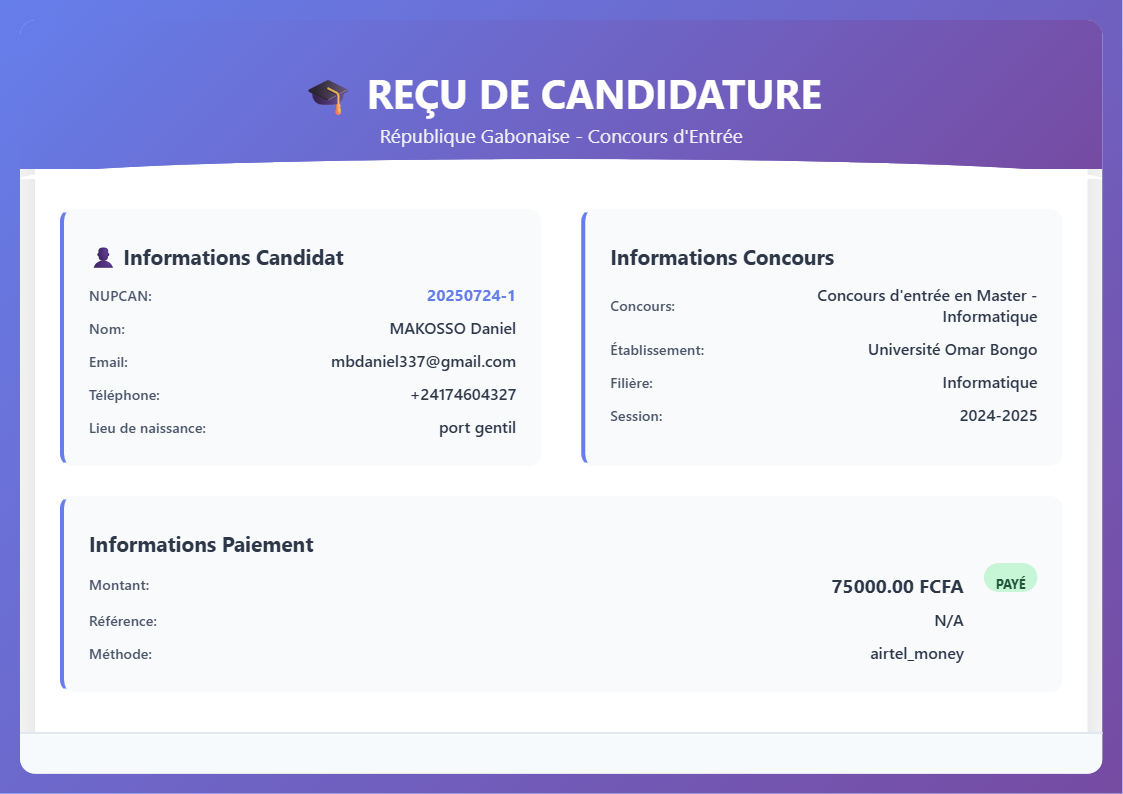 REÇU DE CANDIDATURE
République Gabonaise - Concours d'Entrée
Informations Candidat
NUPCAN: 20250724-1
Nom: MAKOSSO Daniel
Email: mbdaniel337@gmail.com
Téléphone: +24174604327
Lieu de naissance: port gentil
Informations Concours
Concours: Concours d'entrée en Master -
Informatique
Établissement: Université Omar Bongo
Filière: Informatique
Session: 2024-2025
Informations Paiement
Montant: 75000.00 FCFA PAYÉ
Référence: N/A
Méthode: airtel_money